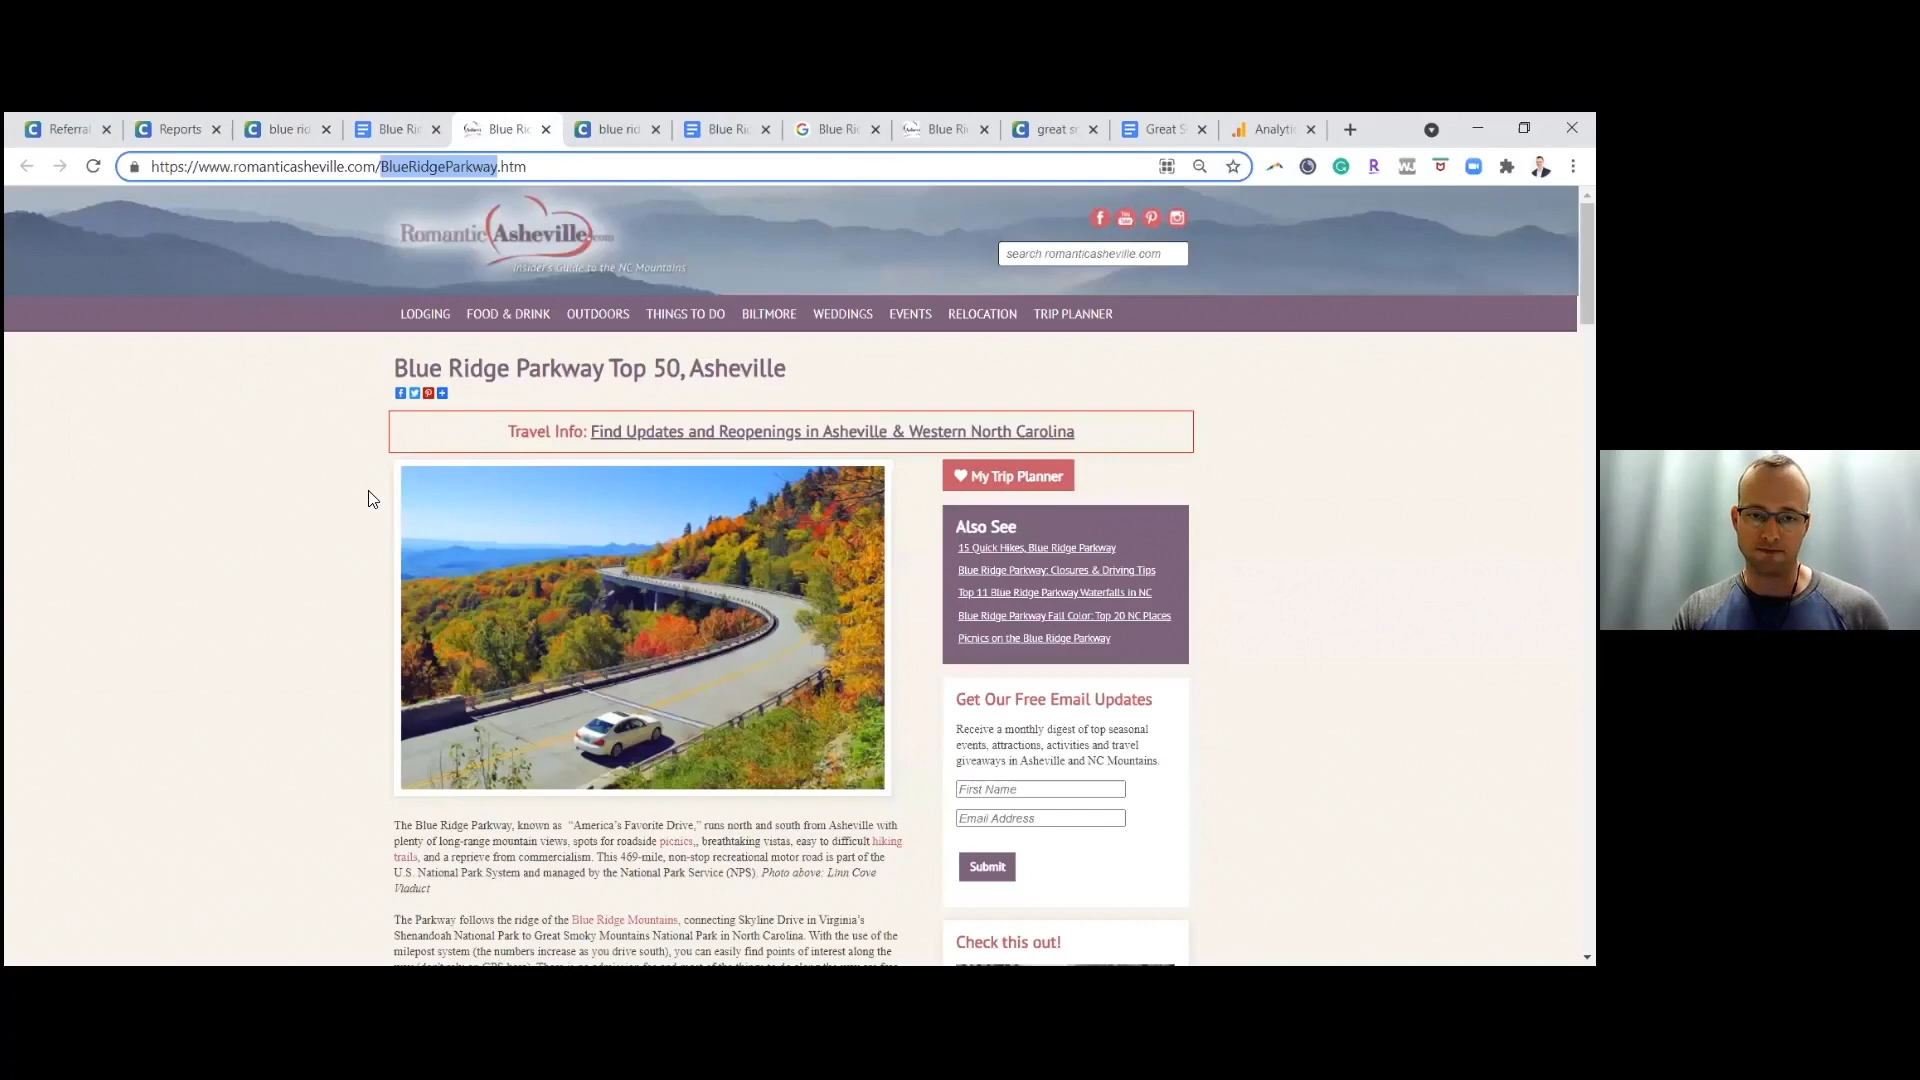 Referral
Reports
blue rid
Blue Ri
Blue Ri
blue rid
Blue Ri
Blue Ri
Blue Ri
great sr
Great S
Analyti
https://www.romanticasheville.com/BlueRidgeParkway.htm
RomanticAsheville.com
Insider's Guide to the NC Mountains
search romanticasheville.com
LODGING FOOD & DRINK OUTDOORS THINGS TO DO BILTMORE WEDDINGS EVENTS RELOCATION TRIP PLANNER
Blue Ridge Parkway Top 50, Asheville
Travel Info: Find Updates and Reopenings in Asheville & Western North Carolina
My Trip Planner
Also See
15 Quick Hikes, Blue Ridge Parkway
Blue Ridge Parkway: Closures & Driving Tips
Top 11 Blue Ridge Parkway Waterfalls in NC
Blue Ridge Parkway Fall Color: Top 20 NC Places
Picnics on the Blue Ridge Parkway
Get Our Free Email Updates
Receive a monthly digest of top seasonal
events, attractions, activities and travel
giveaways in Asheville and NC Mountains.
First Name
Email Address
Submit
Check this out!
The Blue Ridge Parkway, known as “America's Favorite Drive,” runs north and south from Asheville with
plenty of long-range mountain views, spots for roadside picnics,, breathtaking vistas, easy to difficult hiking
trails, and a reprieve from commercialism. This 469-mile, non-stop recreational motor road is part of the
U.S. National Park System and managed by the National Park Service (NPS). Photo above: Linn Cove
Viaduct
The Parkway follows the ridge of the Blue Ridge Mountains, connecting Skyline Drive in Virginia's
Shenandoah National Park to Great Smoky Mountains National Park in North Carolina. With the use of the
milepost system (the numbers increase as you drive south), you can easily find points of interest along the